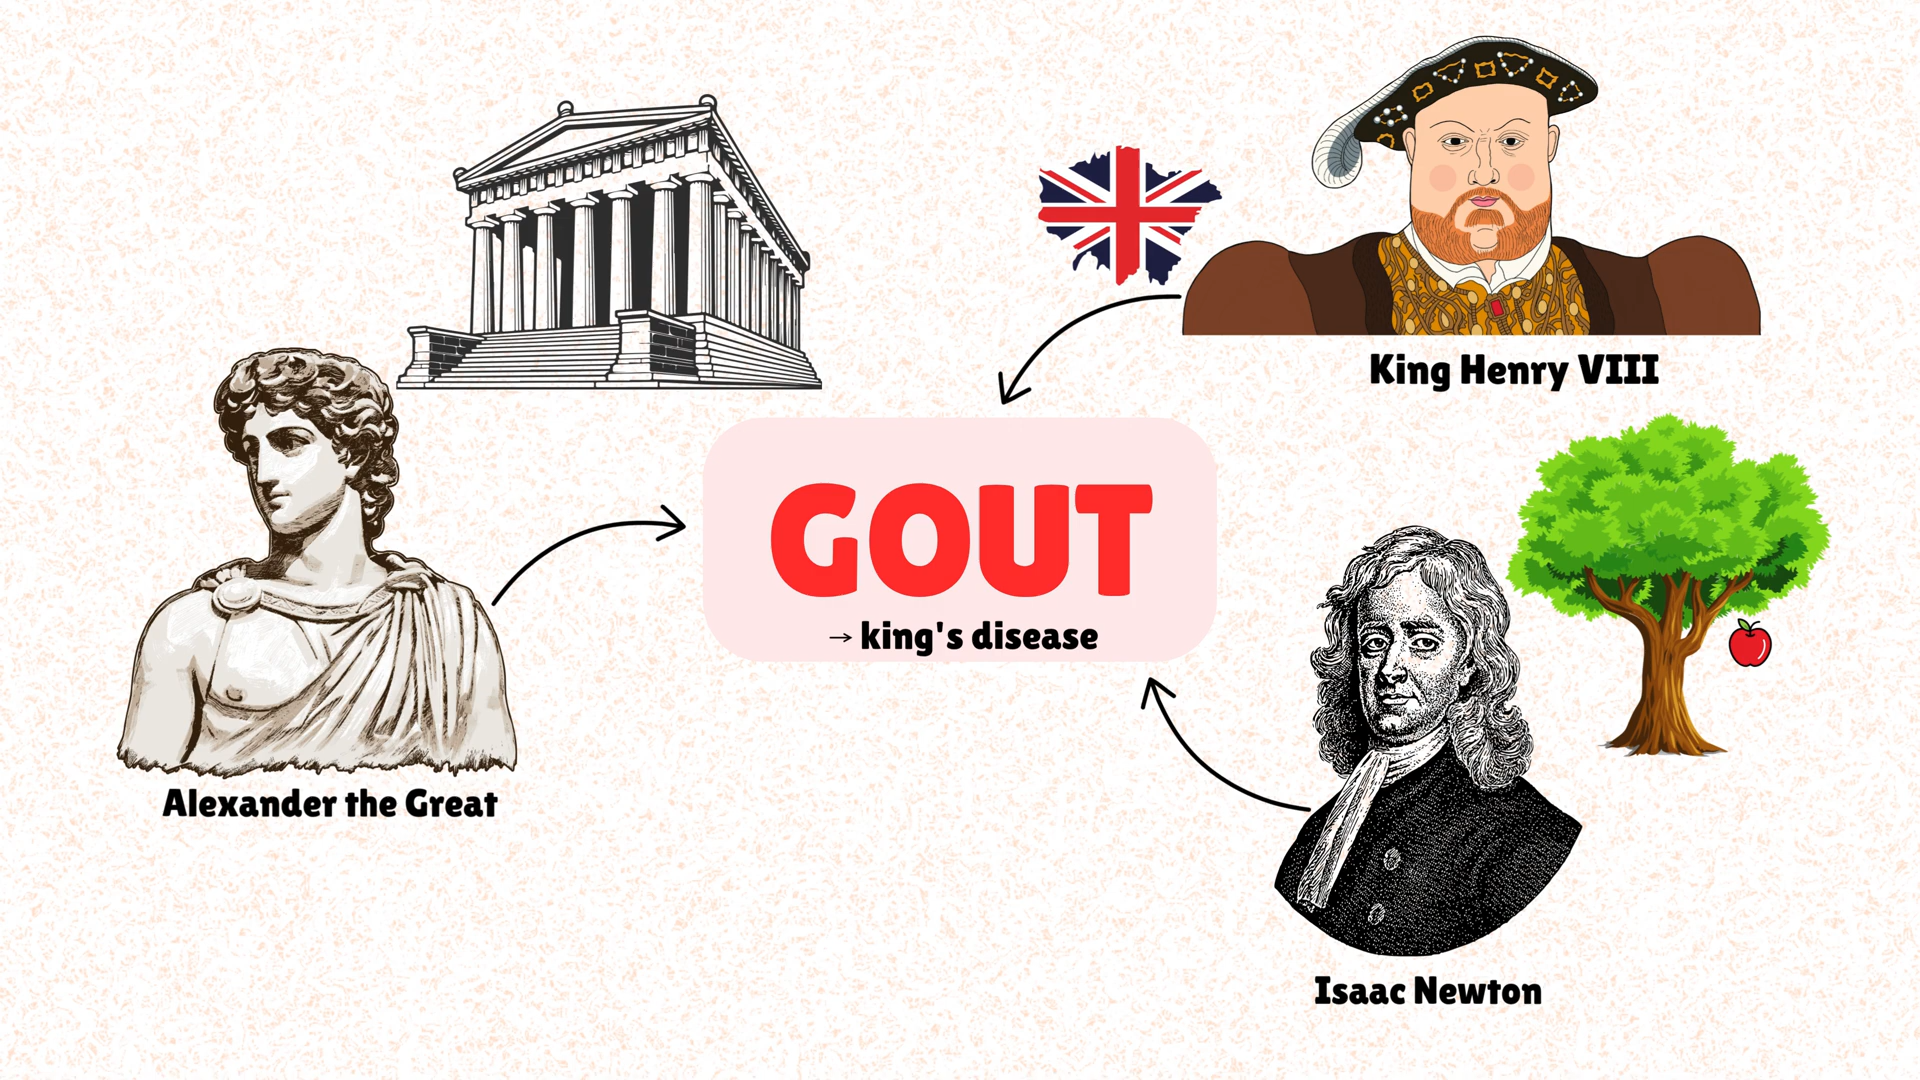 King Henry VIII
GOUT
→ king's disease
Alexander the Great
Isaac Newton